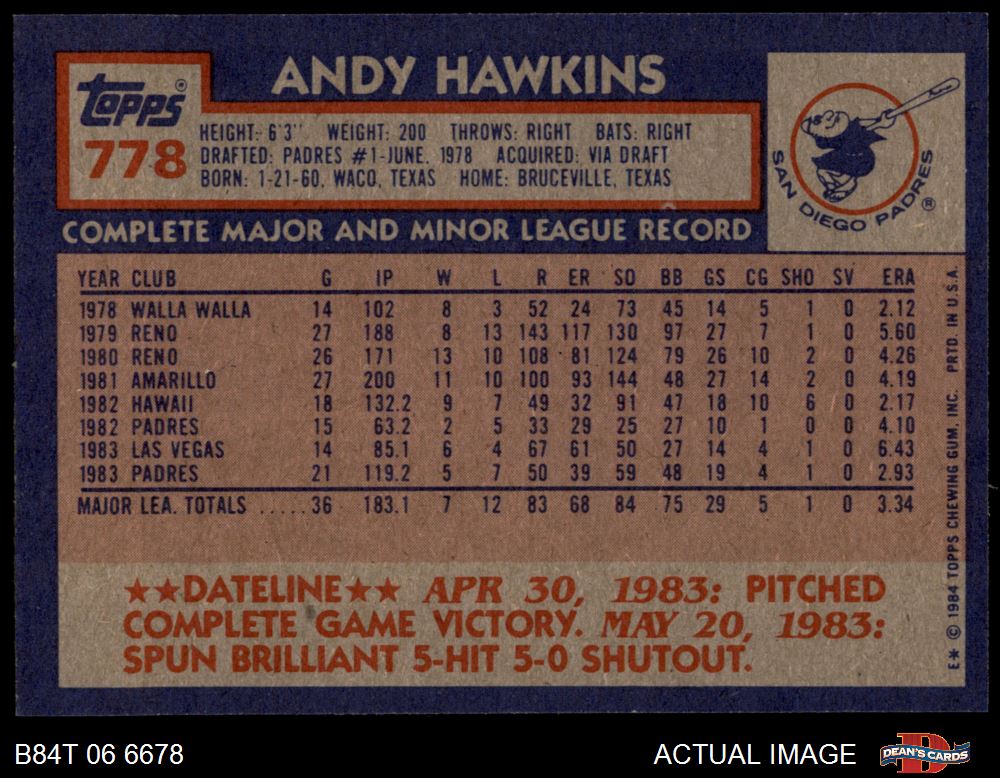 topps®
778
ANDY HAWKINS
HEIGHT: 6'3" WEIGHT: 200 THROWS: RIGHT BATS: RIGHT
DRAFTED: PADRES #1-JUNE, 1978 ACQUIRED: VIA DRAFT
BORN: 1-21-60, WACO, TEXAS HOME: BRUCEVILLE, TEXAS
SAN DIEGO PADRES ®
COMPLETE MAJOR AND MINOR LEAGUE RECORD
YEAR CLUB G IP W L R ER SO BB GS CG SHO SV ERA
1978 WALLA WALLA 14 102 8 3 52 24 73 45 14 5 1 0 2.12
1979 RENO 27 188 8 13 143 117 130 97 27 7 1 0 5.60
1980 RENO 26 171 13 10 108 81 124 79 26 10 2 0 4.26
1981 AMARILLO 27 200 11 10 100 93 144 48 27 14 2 0 4.19
1982 HAWAII 18 132.2 9 7 49 32 91 47 18 10 6 0 2.17
1982 PADRES 15 63.2 2 5 33 29 25 27 10 1 0 0 4.10
1983 LAS VEGAS 14 85.1 6 4 67 61 50 27 14 4 1 0 6.43
1983 PADRES 21 119.2 5 7 50 39 59 48 19 4 1 0 2.93
MAJOR LEA. TOTALS .....36 183.1 7 12 83 68 84 75 29 5 1 0 3.34
★★DATELINE★★ APR 30, 1983: PITCHED
COMPLETE GAME VICTORY. MAY 20, 1983:
SPUN BRILLIANT 5-HIT 5-0 SHUTOUT.
E* © 1984 TOPPS CHEWING GUM, INC. PRTD. IN U.S.A.
B84T 06 6678
ACTUAL IMAGE
DEAN'S CARDS